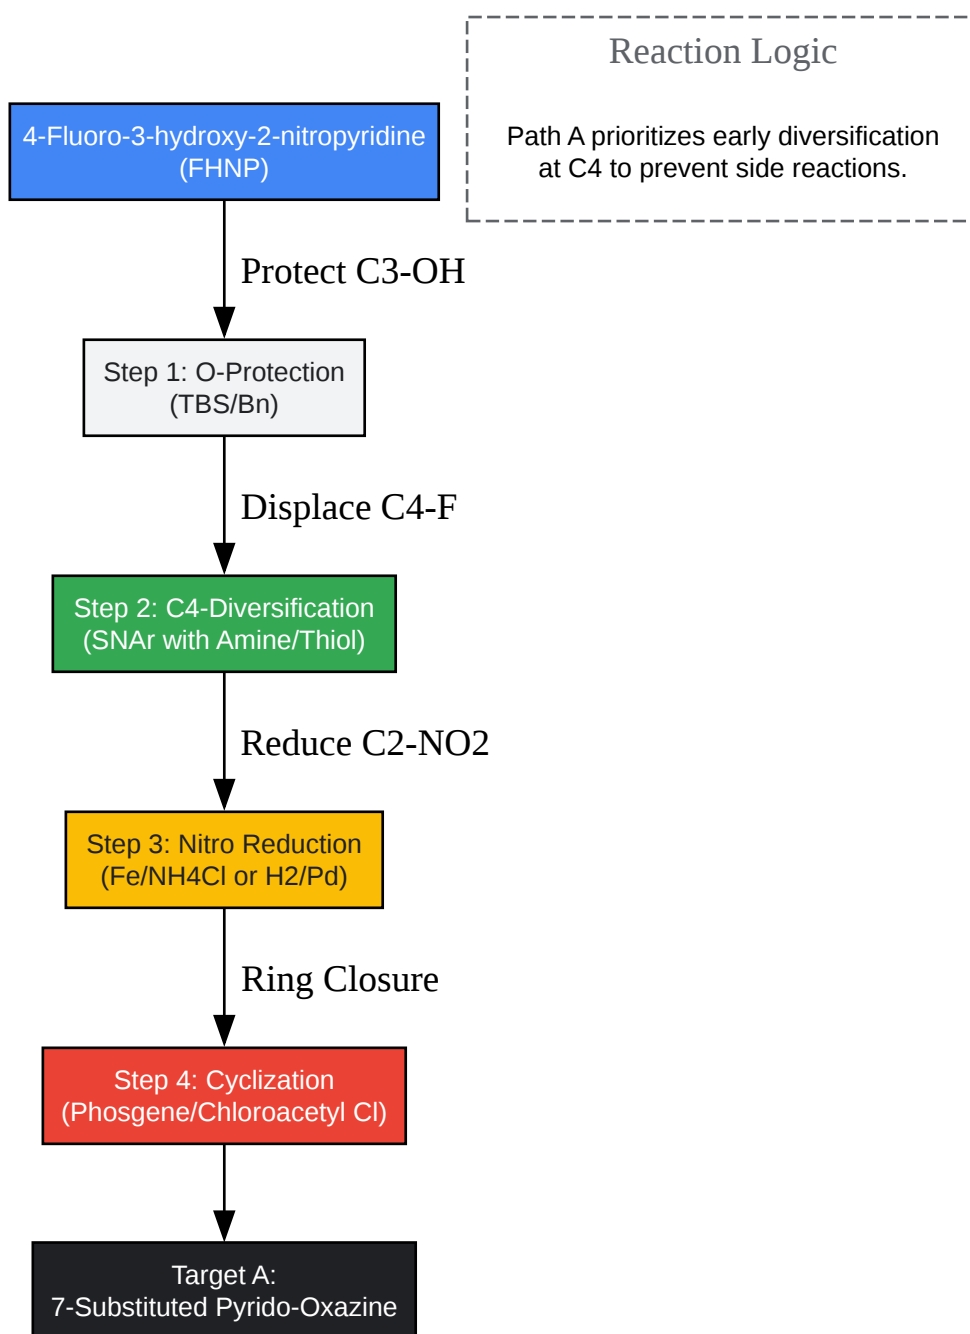 Reaction Logic
Path A prioritizes early diversification
at C4 to prevent side reactions.
4-Fluoro-3-hydroxy-2-nitropyridine
(FHNP)
Protect C3-OH
Step 1: O-Protection
(TBS/Bn)
Displace C4-F
Step 2: C4-Diversification
(SNAr with Amine/Thiol)
Reduce C2-NO2
Step 3: Nitro Reduction
(Fe/NH4Cl or H2/Pd)
Ring Closure
Step 4: Cyclization
(Phosgene/Chloroacetyl Cl)
Target A:
7-Substituted Pyrido-Oxazine